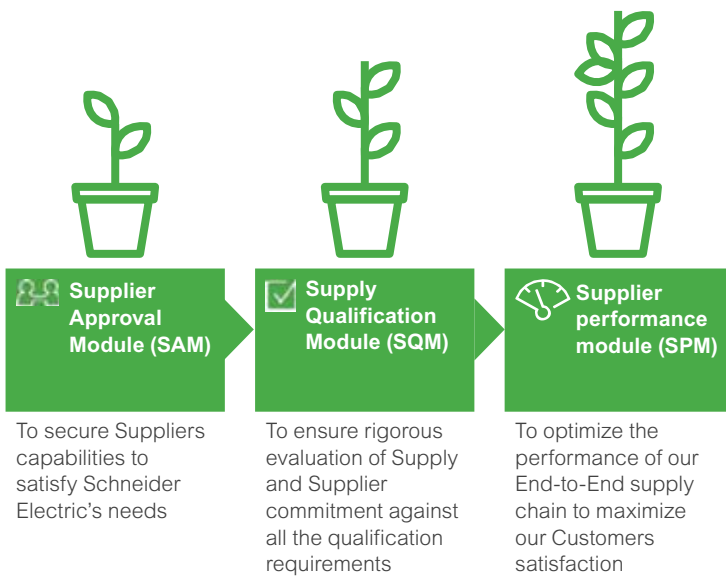 Supplier
Approval
Module (SAM)
To secure Suppliers
capabilities to
satisfy Schneider
Electric's needs
Supply
Qualification
Module (SQM)
To ensure rigorous
evaluation of Supply
and Supplier
commitment against
all the qualification
requirements
Supplier
performance
module (SPM)
To optimize the
performance of our
End-to-End supply
chain to maximize
our Customers
satisfaction